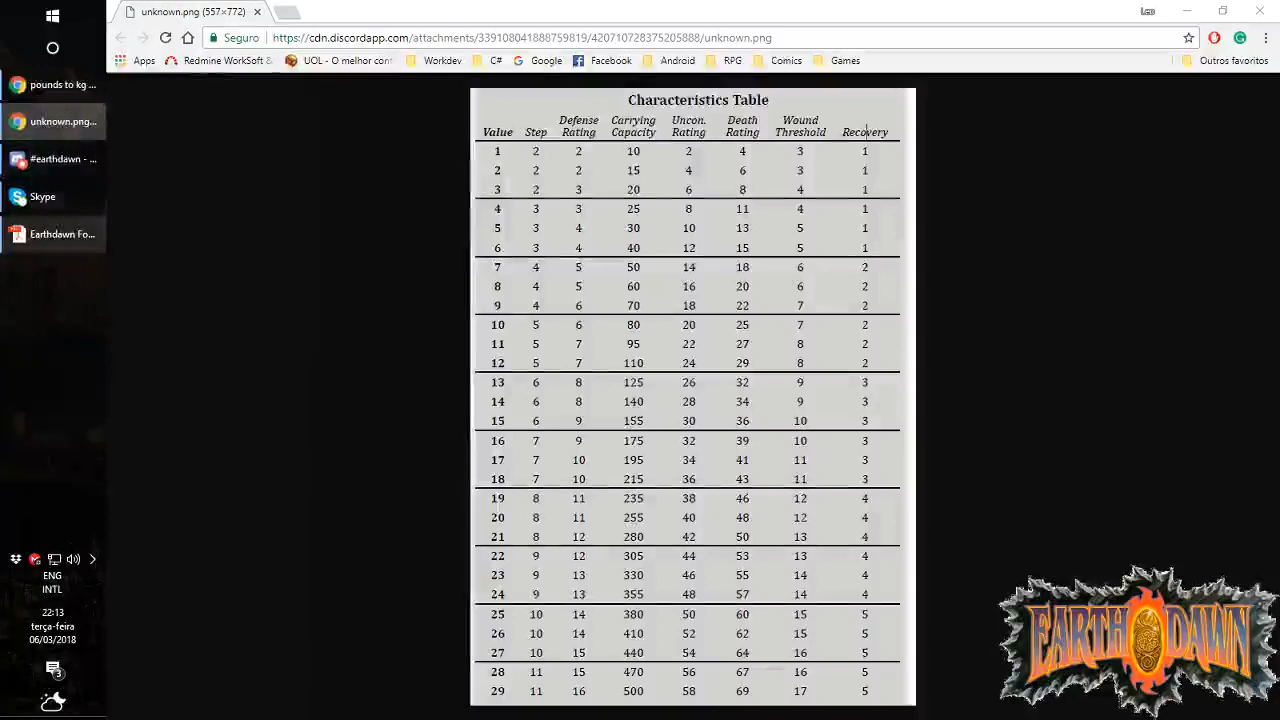 unknown.png (557×772)
Seguro
https://cdn.discordapp.com/attachments/339108041888759819/420710728375205888/unknown.png
Apps Redmine WorkSoft & UOL - O melhor cont Workdev C# Google Facebook Android RPG Comics Games Outros favoritos
pounds to kg ...
unknown.png...
#earthdawn - ...
Skype
Earthdawn Fo...
Characteristics Table
Defense Carrying Uncon. Death Wound
Value Step Rating Capacity Rating Rating Threshold Recovery
1 2 2 10 2 4 3 1
2 2 2 15 4 6 3 1
3 2 3 20 6 8 4 1
4 3 3 25 8 11 4 1
5 3 4 30 10 13 5 1
6 3 4 40 12 15 5 1
7 4 5 50 14 18 6 2
8 4 5 60 16 20 6 2
9 4 6 70 18 22 7 2
10 5 6 80 20 25 7 2
11 5 7 95 22 27 8 2
12 5 7 110 24 29 8 2
13 6 8 125 26 32 9 3
14 6 8 140 28 34 9 3
15 6 9 155 30 36 10 3
16 7 9 175 32 39 10 3
17 7 10 195 34 41 11 3
18 7 10 215 36 43 11 3
19 8 11 235 38 46 12 4
20 8 11 255 40 48 12 4
21 8 12 280 42 50 13 4
22 9 12 305 44 53 13 4
23 9 13 330 46 55 14 4
24 9 13 355 48 57 14 4
25 10 14 380 50 60 15 5
26 10 14 410 52 62 15 5
27 10 15 440 54 64 16 5
28 11 15 470 56 67 16 5
29 11 16 500 58 69 17 5
ENG
INTL
22:13
terça-feira
06/03/2018
3
EARTHDAWN